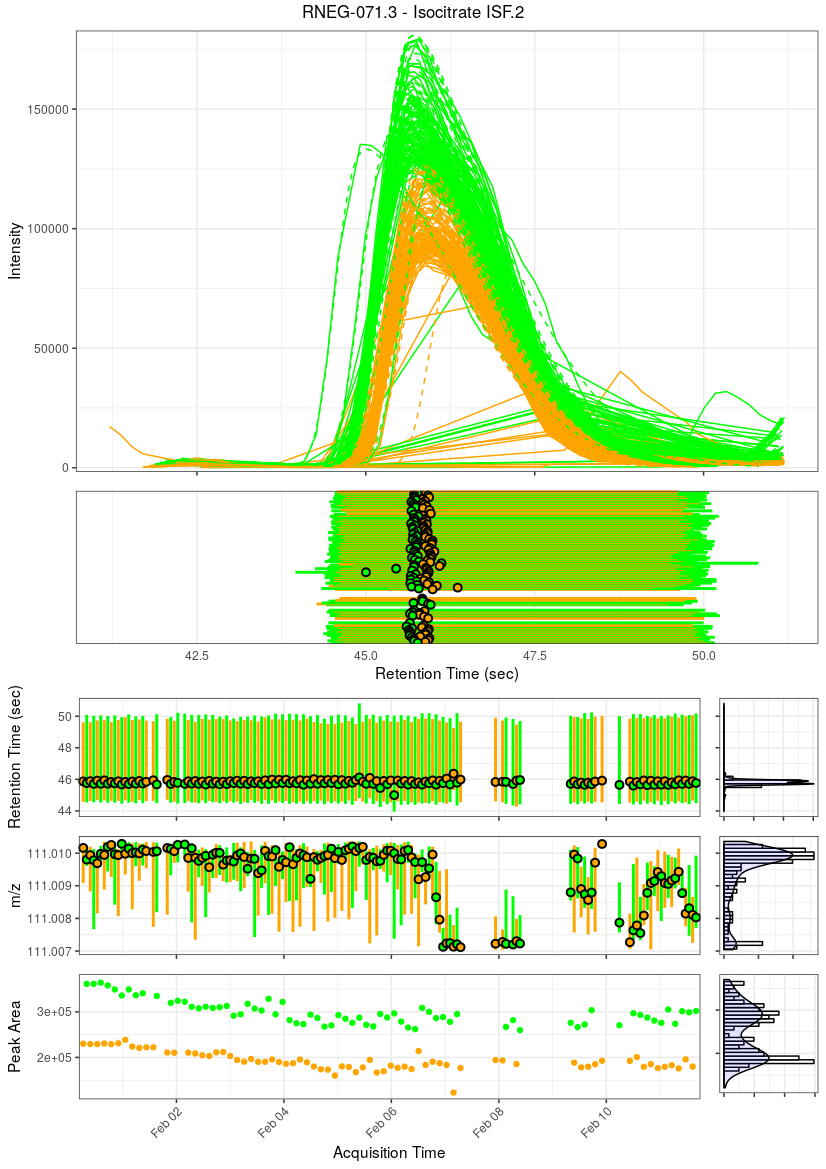 RNEG-071.3 - Isocitrate ISF.2
Intensity
150000
100000
50000
0
42.5
45.0
47.5
50.0
Retention Time (sec)
Retention Time (sec)
50
48
46
44
m/z
111.010
111.009
111.008
111.007
Peak Area
3e+05
2e+05
Feb 02
Feb 04
Feb 06
Feb 08
Feb 10
Acquisition Time